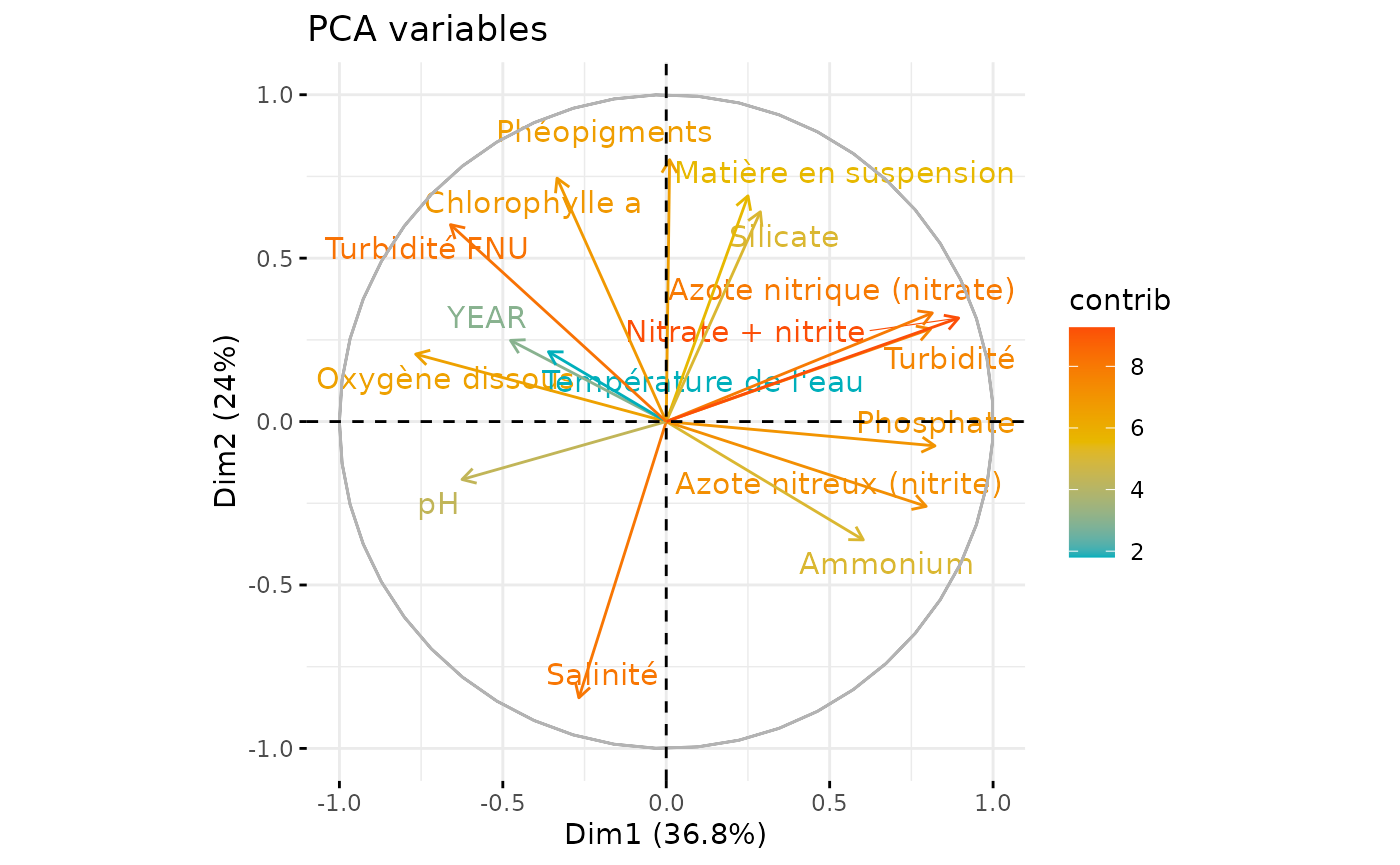 PCA variables
1.0
Phéopigments
Matière en suspension
Chlorophylle a
Silicate
Turbidité FNU
0.5
Azote nitrique (nitrate)
contrib
YEAR
Nitrate + nitrite
Turbidité
8
Oxygène dissous
Température de l'eau
Dim2 (24%)
0.0
Phosphate
6
Azote nitreux (nitrite)
pH
4
Ammonium
2
-0.5
Salinité
-1.0
-1.0
-0.5
0.0
0.5
1.0
Dim1 (36.8%)